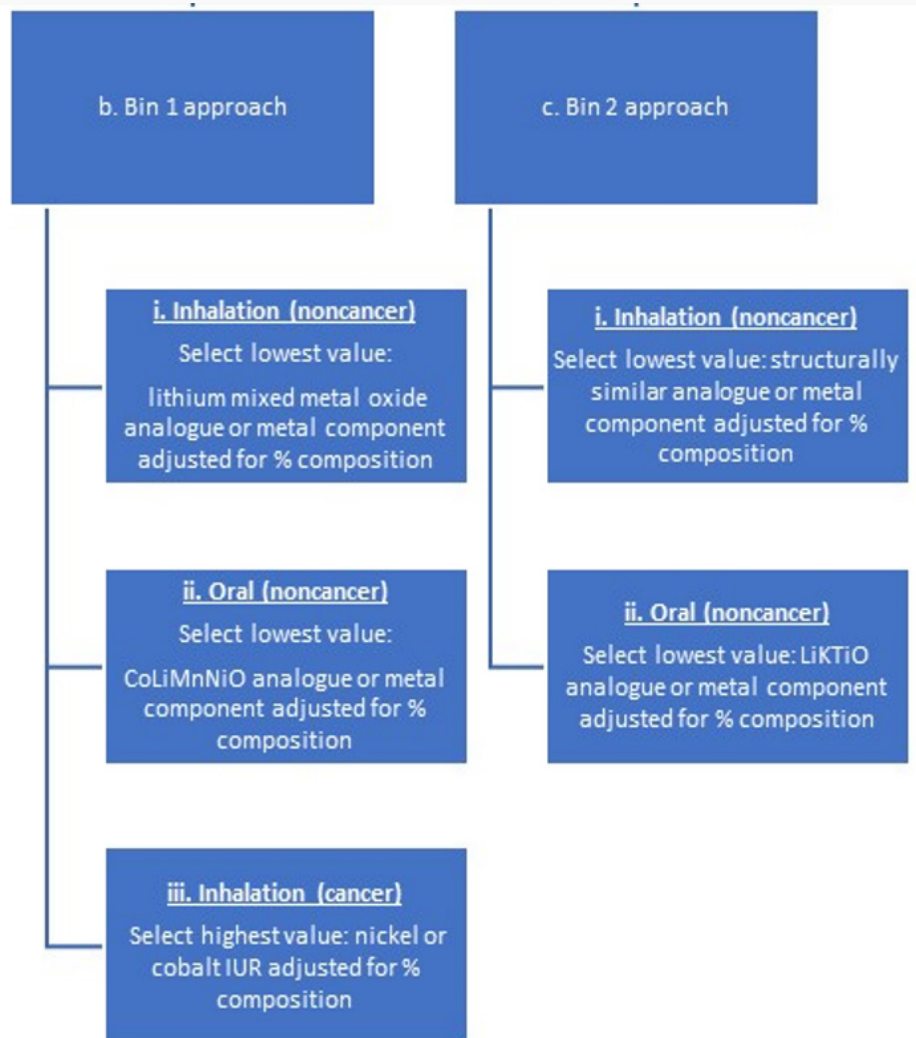 b. Bin 1 approach
c. Bin 2 approach
i. Inhalation (noncancer)
Select lowest value:
lithium mixed metal oxide
analogue or metal component
adjusted for % composition
i. Inhalation (noncancer)
Select lowest value: structurally
similar analogue or metal
component adjusted for %
composition
ii. Oral (noncancer)
Select lowest value:
CoLiMnNiO analogue or metal
component adjusted for %
composition
ii. Oral (noncancer)
Select lowest value: LiKTiO
analogue or metal component
adjusted for % composition
iii. Inhalation (cancer)
Select highest value: nickel or
cobalt IUR adjusted for %
composition